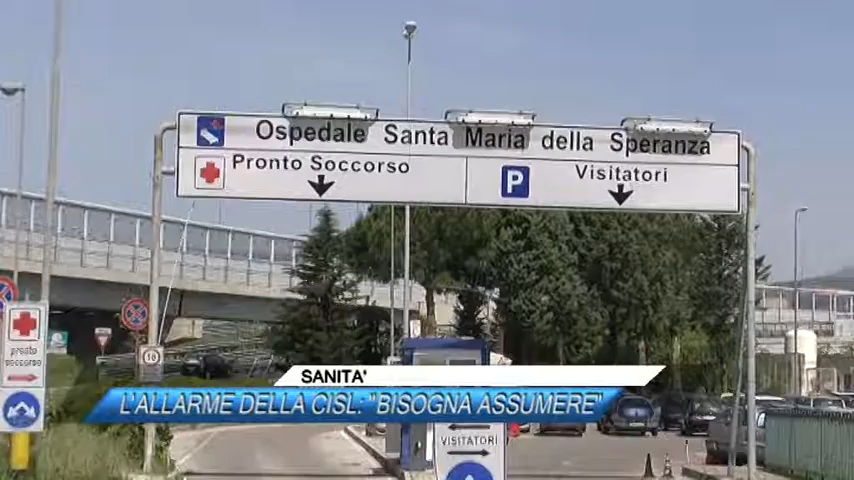 Ospedale Santa Maria della Speranza
Pronto Soccorso
P
Visitatori
pronto
soccorso
10
SANITA'
L'ALLARME DELLA CISL: "BISOGNA ASSUMERE"
VISITATORI